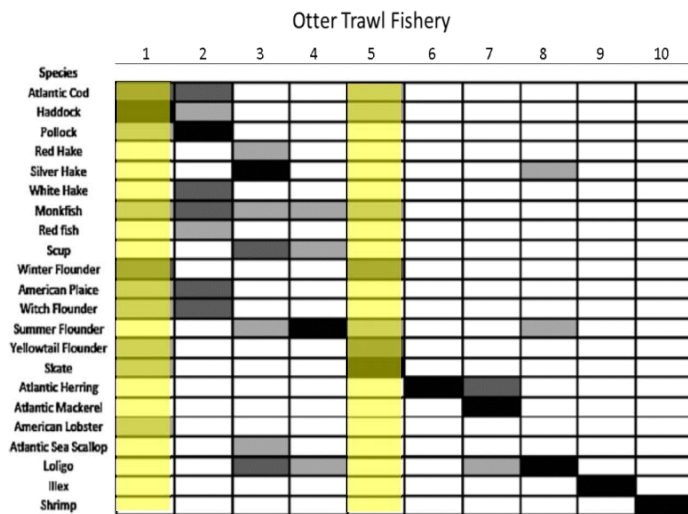 Otter Trawl Fishery
1 2 3 4 5 6 7 8 9 10
Species
Atlantic Cod
Haddock
Pollock
Red Hake
Silver Hake
White Hake
Monkfish
Red fish
Scup
Winter Flounder
American Plaice
Witch Flounder
Summer Flounder
Yellowtail Flounder
Skate
Atlantic Herring
Atlantic Mackerel
American Lobster
Atlantic Sea Scallop
Loligo
Illex
Shrimp